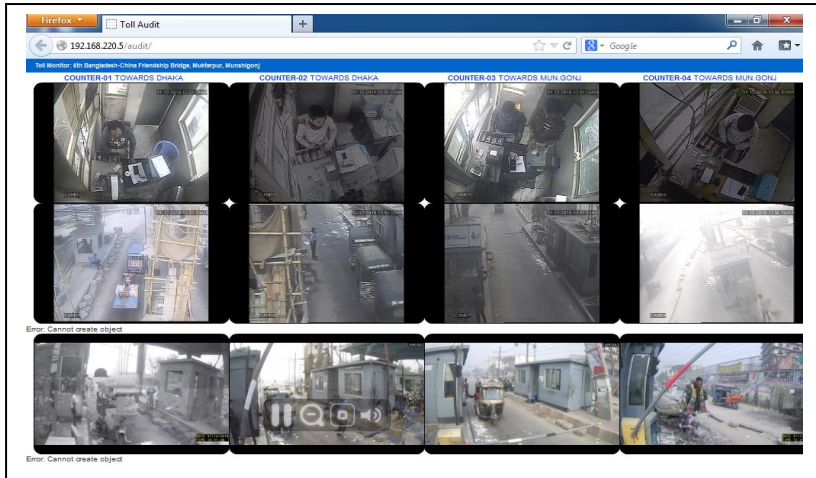 Firefox
Toll Audit
192.168.220.5/audit/
Google
Toll Monitor: 6th Bangladesh-China Friendship Bridge, Mukterpur, Munshigonj
COUNTER-01 TOWARDS DHAKA
COUNTER-02 TOWARDS DHAKA
COUNTER-03 TOWARDS MUN.GONJ
COUNTER-04 TOWARDS MUN.GONJ
Error: Cannot create object
Error: Cannot create object